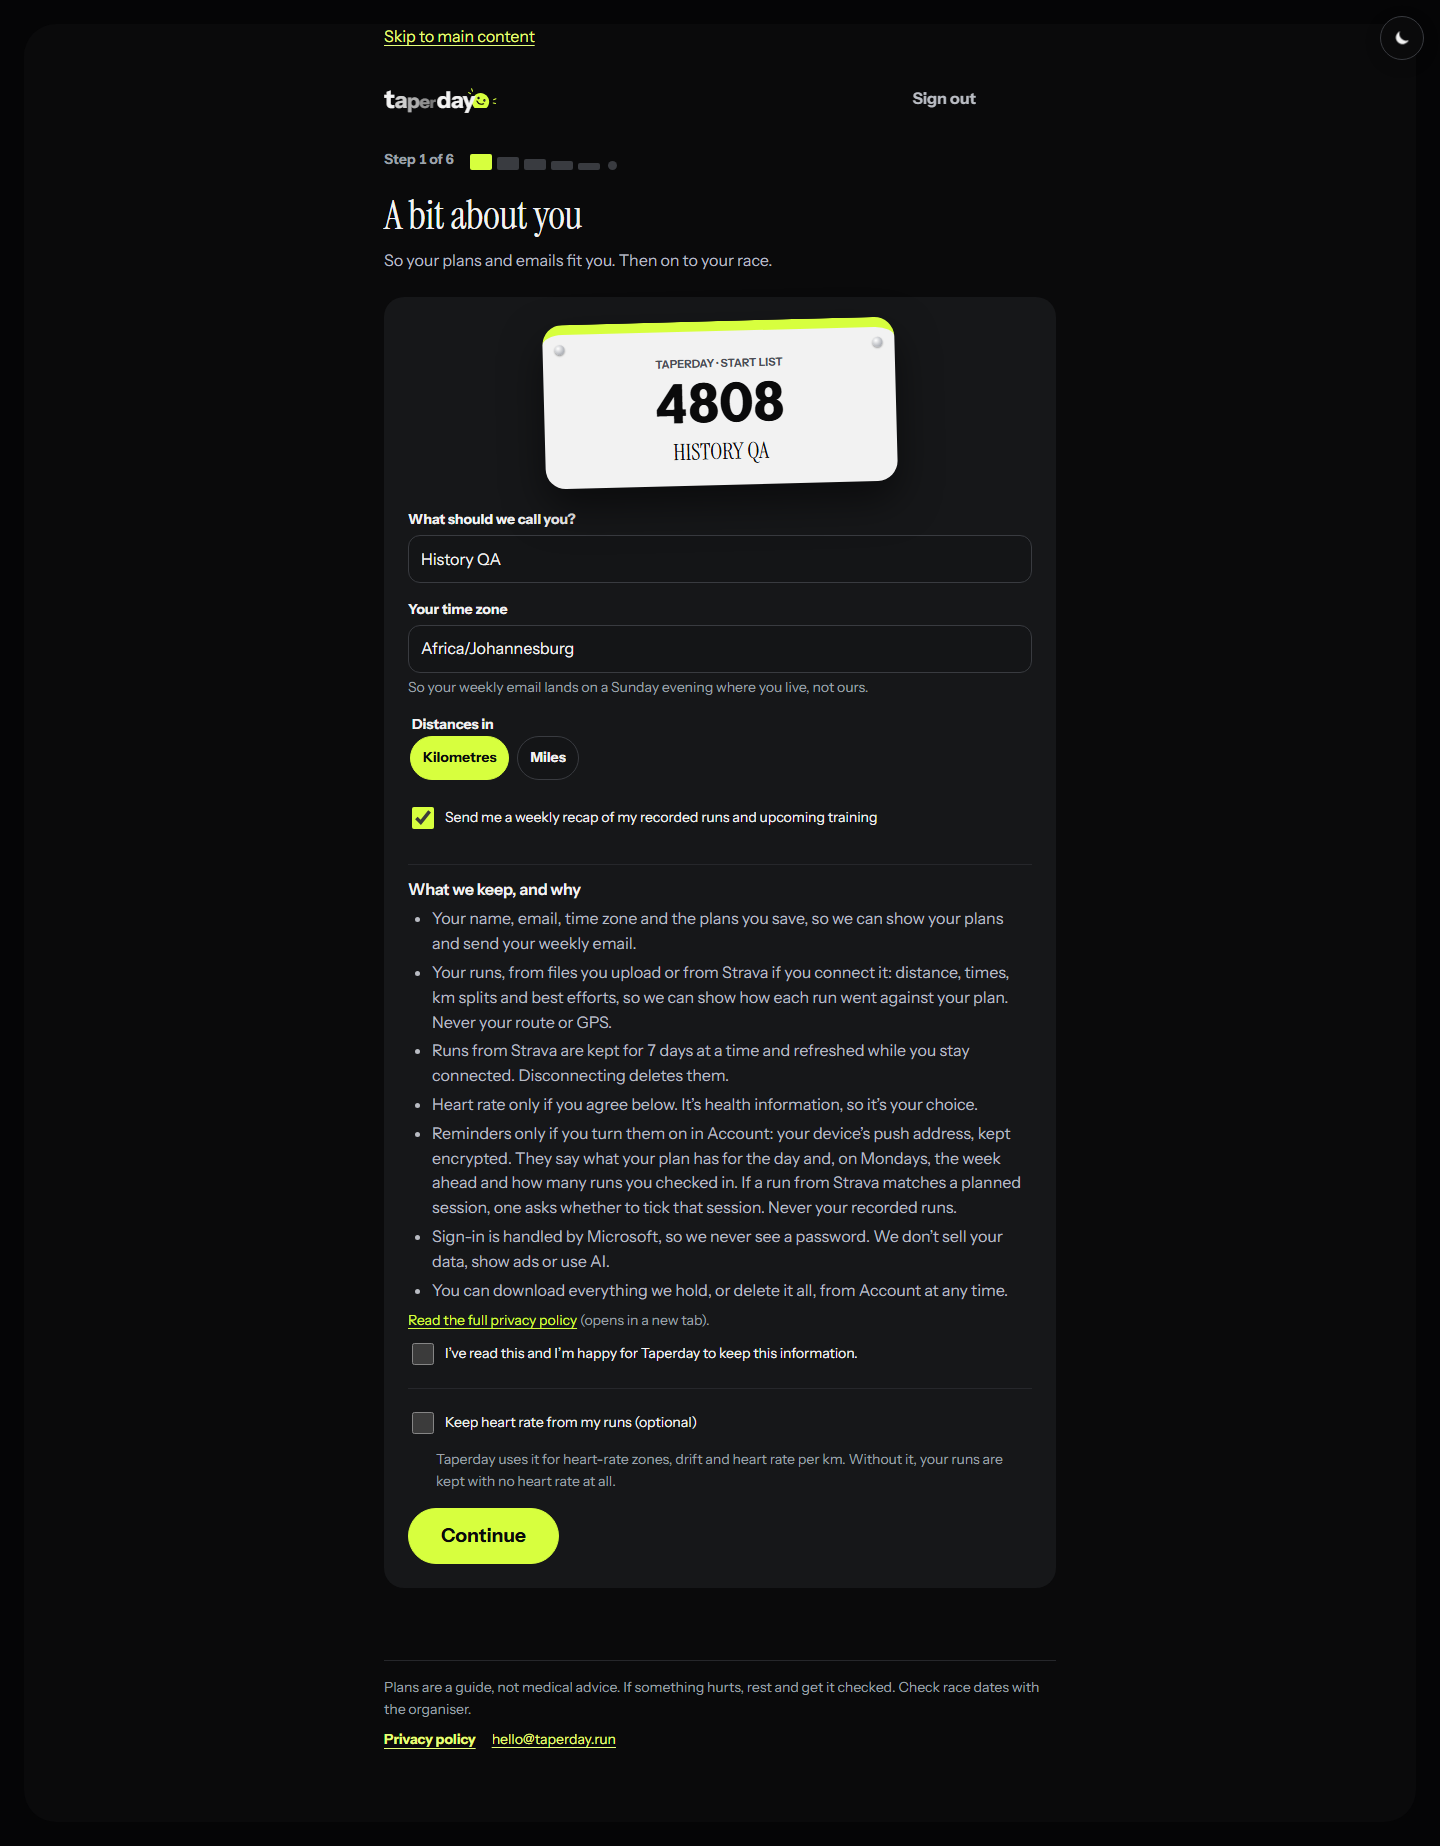 Skip to main content
taperday
Sign out
Step 1 of 6
A bit about you
So your plans and emails fit you. Then on to your race.
TAPERDAY · START LIST
4808
HISTORY QA
What should we call you?
History QA
Your time zone
Africa/Johannesburg
So your weekly email lands on a Sunday evening where you live, not ours.
Distances in
Kilometres
Miles
Send me a weekly recap of my recorded runs and upcoming training
What we keep, and why
• Your name, email, time zone and the plans you save, so we can show your plans
and send your weekly email.
• Your runs, from files you upload or from Strava if you connect it: distance, times,
km splits and best efforts, so we can show how each run went against your plan.
Never your route or GPS.
• Runs from Strava are kept for 7 days at a time and refreshed while you stay
connected. Disconnecting deletes them.
• Heart rate only if you agree below. It’s health information, so it’s your choice.
• Reminders only if you turn them on in Account: your device’s push address, kept
encrypted. They say what your plan has for the day and, on Mondays, the week
ahead and how many runs you checked in. If a run from Strava matches a planned
session, one asks whether to tick that session. Never your recorded runs.
• Sign-in is handled by Microsoft, so we never see a password. We don’t sell your
data, show ads or use AI.
• You can download everything we hold, or delete it all, from Account at any time.
Read the full privacy policy (opens in a new tab).
I’ve read this and I’m happy for Taperday to keep this information.
Keep heart rate from my runs (optional)
Taperday uses it for heart-rate zones, drift and heart rate per km. Without it, your runs are
kept with no heart rate at all.
Continue
Plans are a guide, not medical advice. If something hurts, rest and get it checked. Check race dates with
the organiser.
Privacy policy
hello@taperday.run